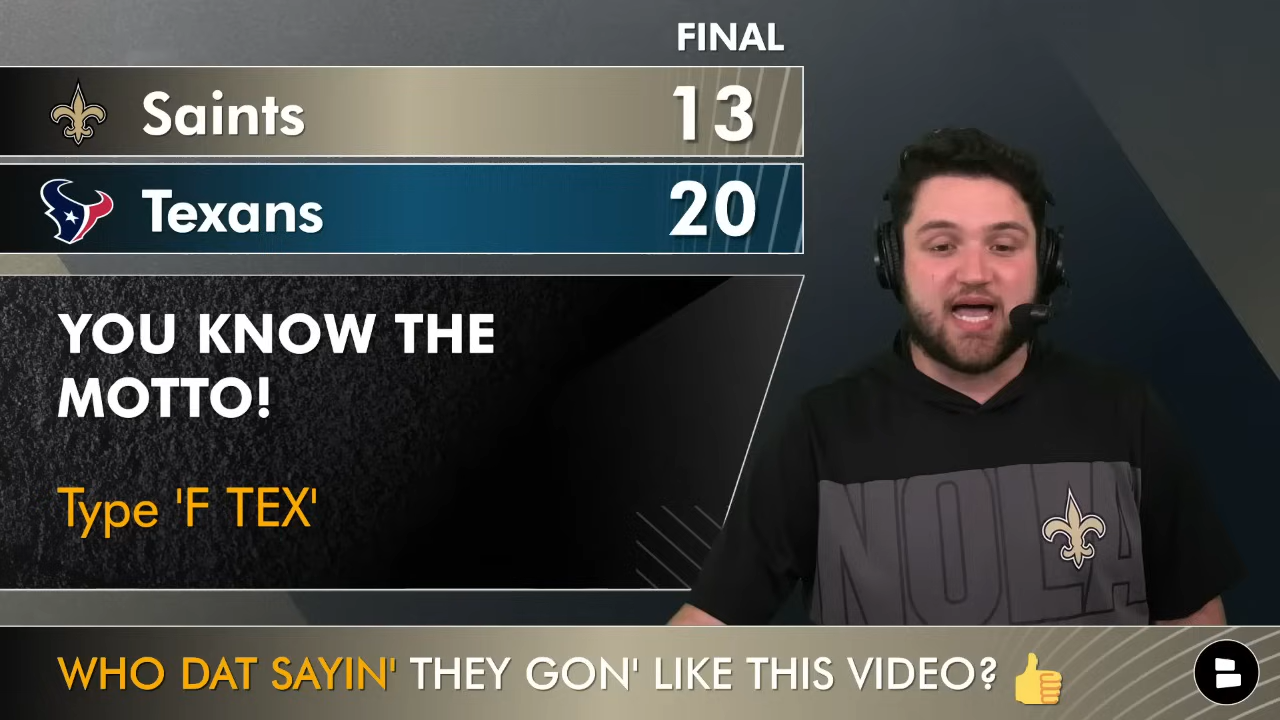 FINAL
Saints 13
Texans 20
YOU KNOW THE
MOTTO!
Type 'F TEX'
NOLA
WHO DAT SAYIN' THEY GON' LIKE THIS VIDEO?